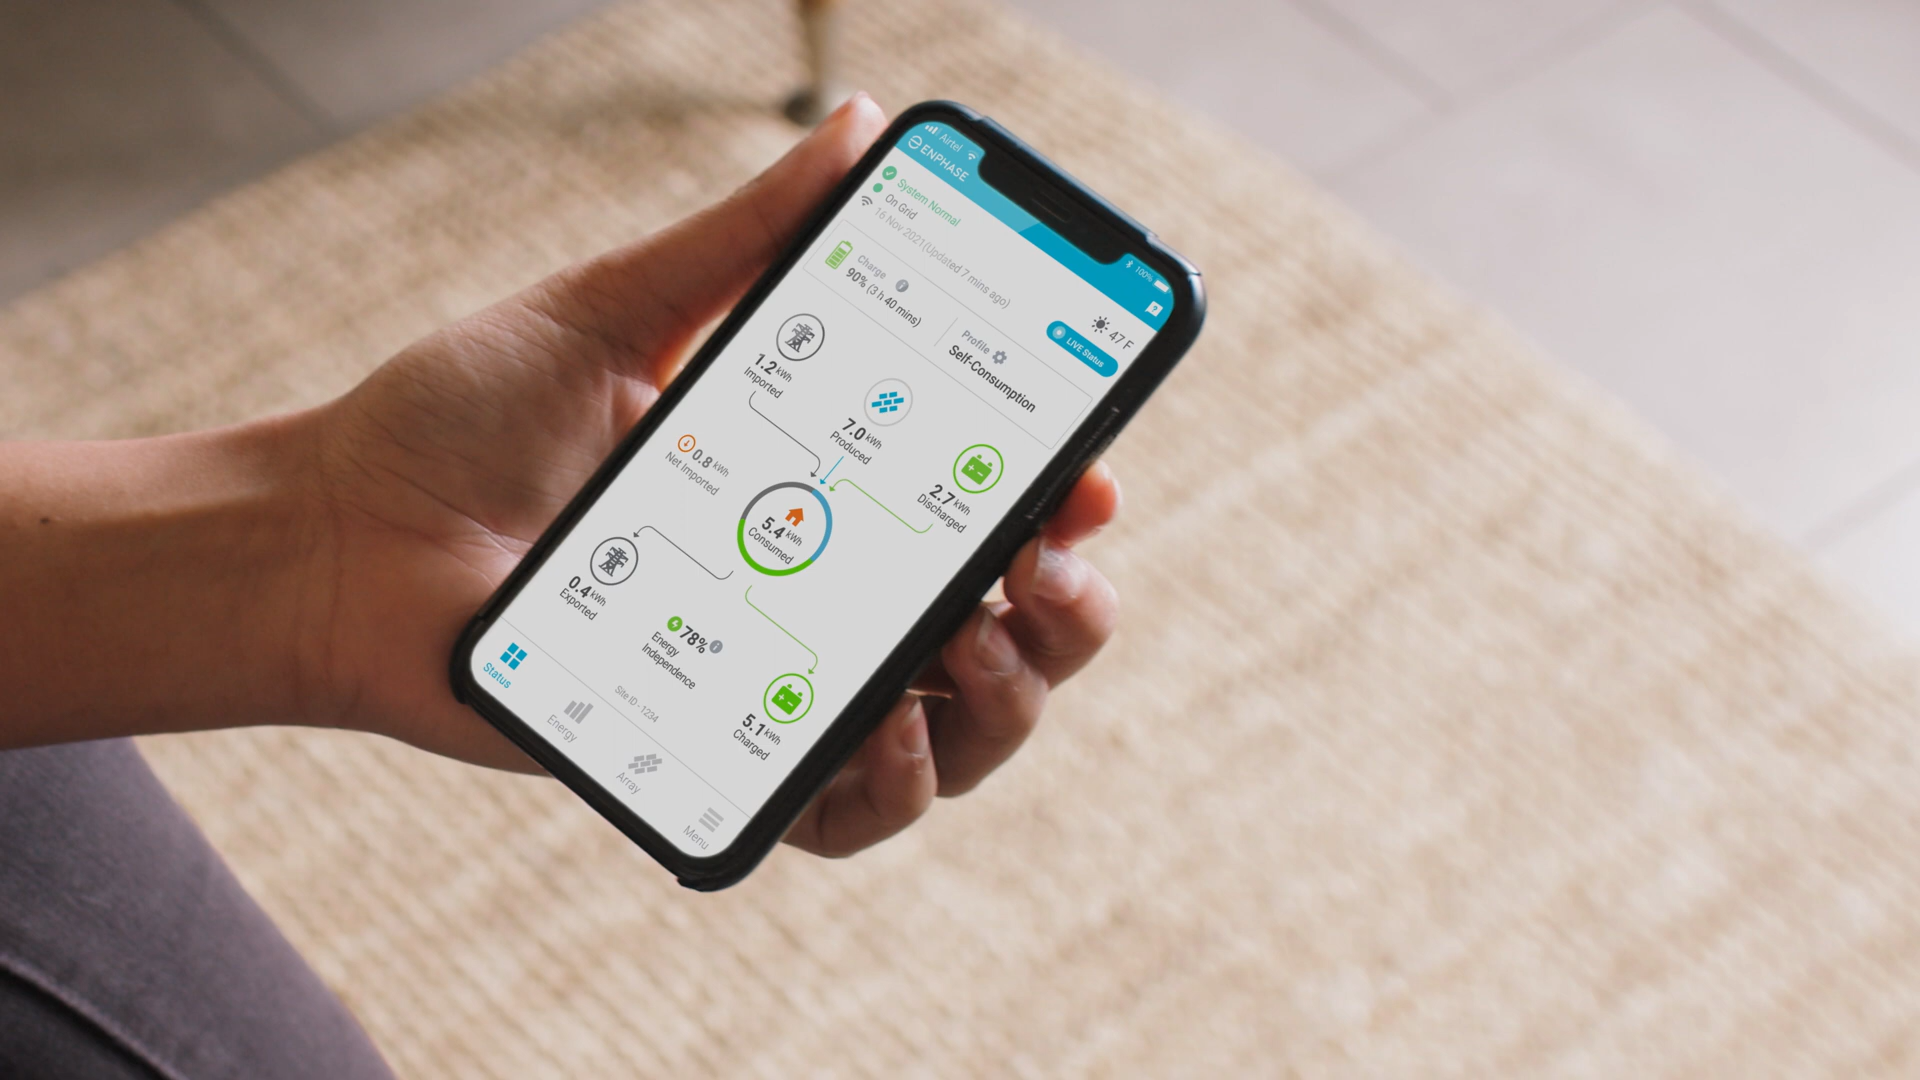 Airtel
100%
ENPHASE
System Normal
On Grid
16 Nov 2021(Updated 7 mins ago)
47 F
LIVE Status
Charge
90% (3 h 40 mins)
Profile
Self-Consumption
1.2 kWh
Imported
7.0 kWh
Produced
2.7 kWh
Discharged
0.8 kWh
Net Imported
5.4 kWh
Consumed
0.4 kWh
Exported
78%
Energy
Independence
5.1 kWh
Charged
Site ID - 1234
Status
Energy
Array
Menu